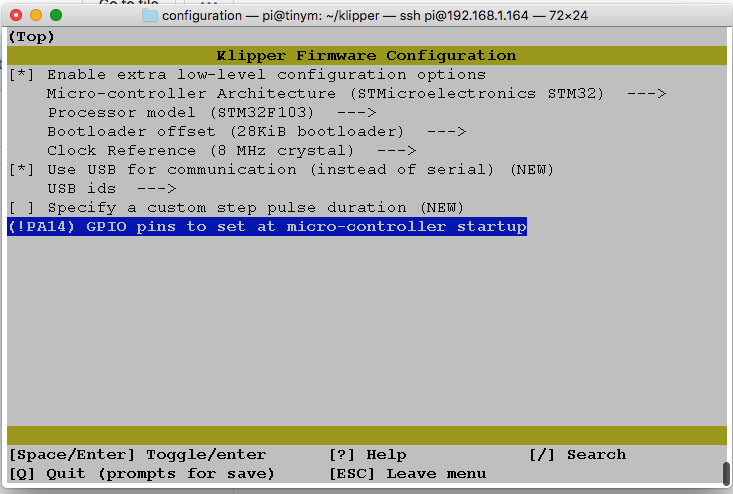 Go to file
configuration — pi@tinym: ~/klipper — ssh pi@192.168.1.164 — 72×24
(Top)
Klipper Firmware Configuration
[*] Enable extra low-level configuration options
Micro-controller Architecture (STMicroelectronics STM32)  --->
Processor model (STM32F103)  --->
Bootloader offset (28KiB bootloader)  --->
Clock Reference (8 MHz crystal)  --->
[*] Use USB for communication (instead of serial) (NEW)
USB ids  --->
[ ] Specify a custom step pulse duration (NEW)
(!PA14) GPIO pins to set at micro-controller startup
[Space/Enter] Toggle/enter [?] Help [/] Search
[Q] Quit (prompts for save) [ESC] Leave menu